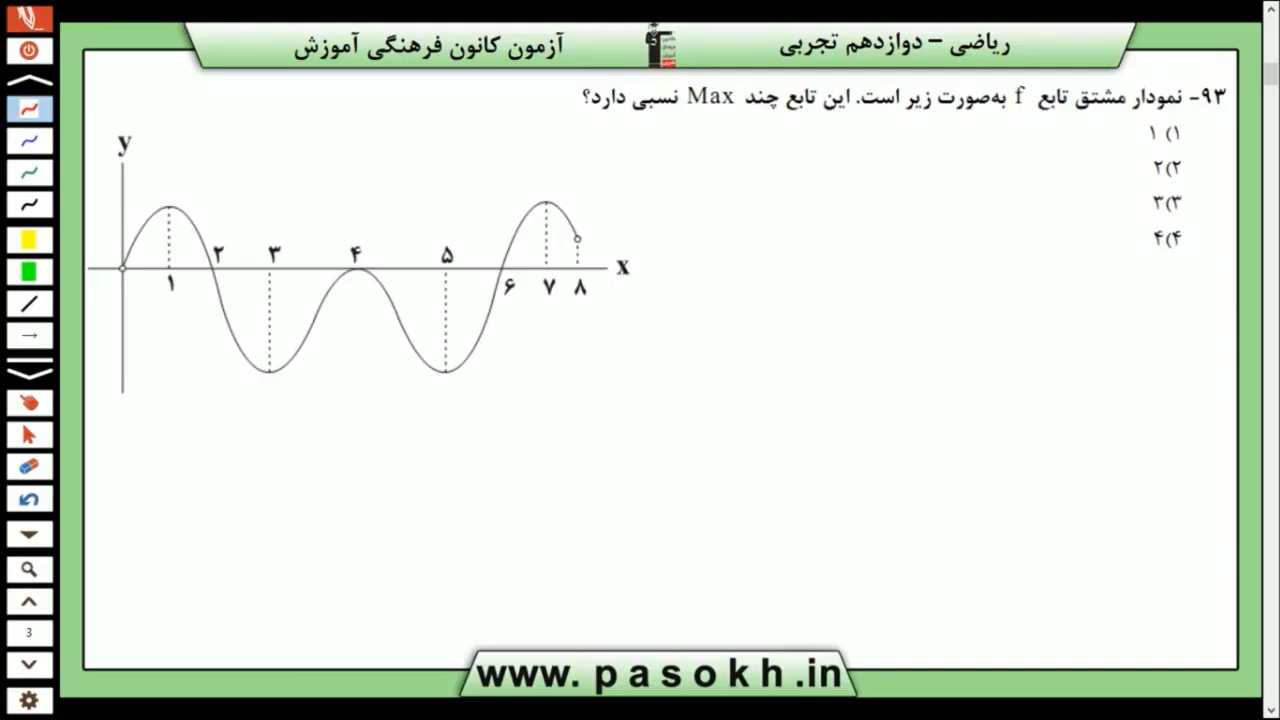 ریاضی – دوازدهم تجربی
آزمون کانون فرهنگی آموزش
۹۳- نمودار مشتق تابع f به‌صورت زیر است. این تابع چند Max نسبی دارد؟
۱) ۱
۲) ۲
۳) ۳
۴) ۴
y
۲ ۳ ۴ ۵
x
۱ ۶ ۷ ۸
3
www. p a s o k h .in